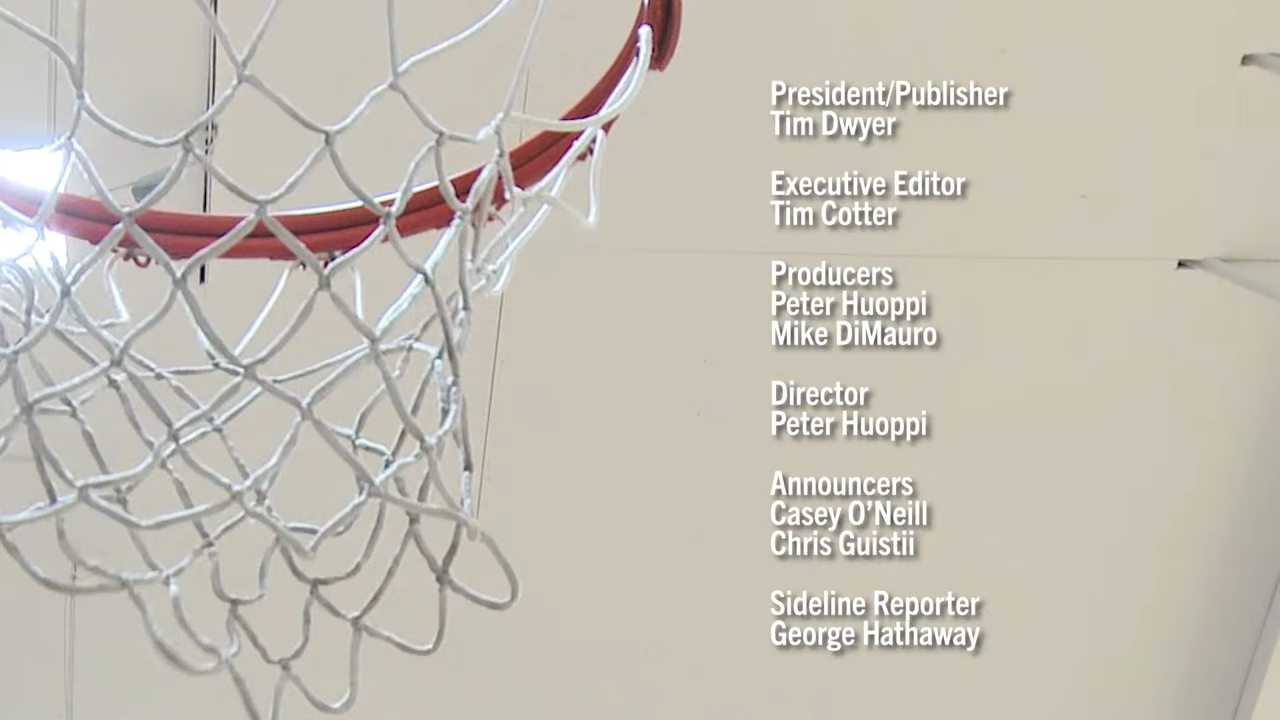 President/Publisher
Tim Dwyer
Executive Editor
Tim Cotter
Producers
Peter Huoppi
Mike DiMauro
Director
Peter Huoppi
Announcers
Casey O'Neill
Chris Guistii
Sideline Reporter
George Hathaway